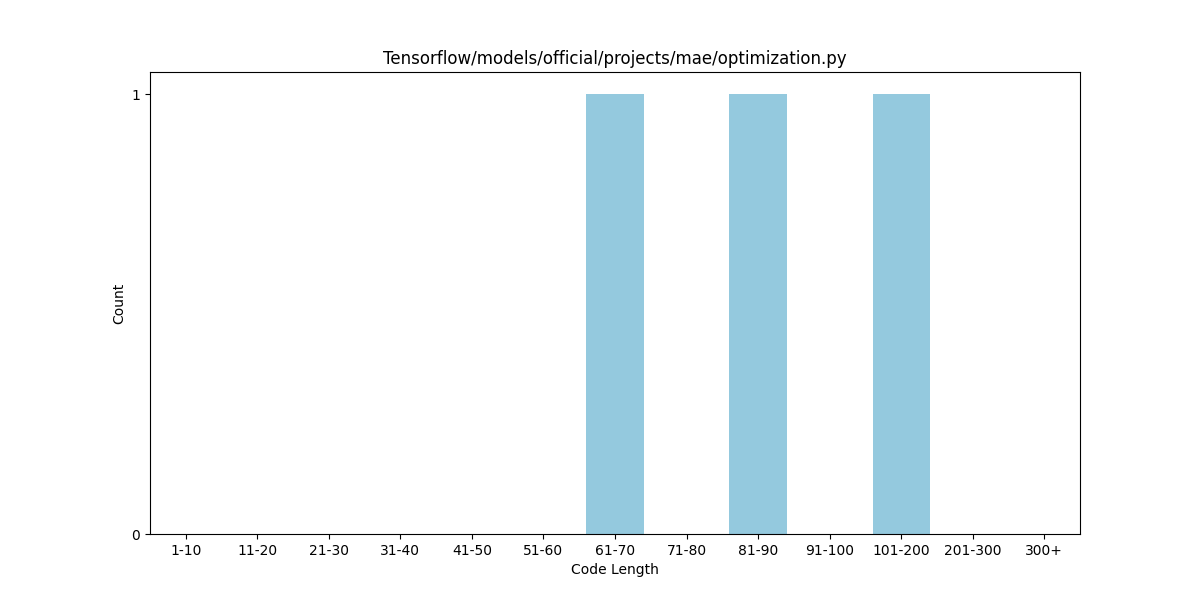 Tensorflow/models/official/projects/mae/optimization.py
1
Count
0
1-10 11-20 21-30 31-40 41-50 51-60 61-70 71-80 81-90 91-100 101-200 201-300 300+
Code Length